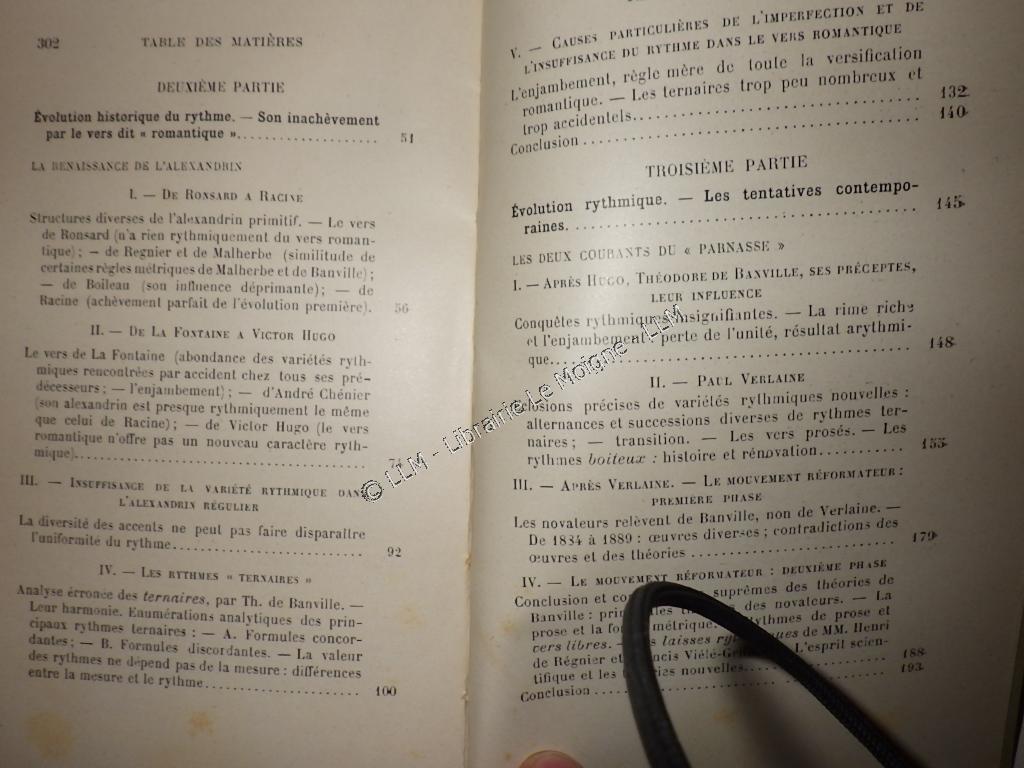 302 TABLE DES MATIÈRES
DEUXIÈME PARTIE
Évolution historique du rythme. — Son inachèvement
par le vers dit « romantique »................... 51
LA RENAISSANCE DE L'ALEXANDRIN
I. — DE RONSARD A RACINE
Structures diverses de l'alexandrin primitif. — Le vers
de Ronsard (n'a rien rythmiquement du vers roman-
tique) ; — de Regnier et de Malherbe (similitude de
certaines règles métriques de Malherbe et de Banville) ;
— de Boileau (son influence déprimante) ; — de
Racine (achèvement parfait de l'évolution première). 56
II. — DE LA FONTAINE A VICTOR HUGO
Le vers de La Fontaine (abondance des variétés ryth-
miques rencontrées par accident chez tous ses pré-
décesseurs ; — l'enjambement) ; — d'André Chénier
(son alexandrin est presque rythmiquement le même
que celui de Racine) ; — de Victor Hugo (le vers
romantique n'offre pas un nouveau caractère ryth-
mique)........................................
III. — INSUFFISANCE DE LA VARIÉTÉ RYTHMIQUE DANS
L'ALEXANDRIN RÉGULIER
La diversité des accents ne peut pas faire disparaître
l'uniformité du rythme........................... 92
IV. — LES RYTHMES « TERNAIRES »
Analyse erronée des ternaires, par Th. de Banville. —
Leur harmonie. Enumérations analytiques des prin-
cipaux rythmes ternaires : — A. Formules concor-
dantes ; — B. Formules discordantes. — La valeur
des rythmes ne dépend pas de la mesure : différences
entre la mesure et le rythme...................... 100
V. — CAUSES PARTICULIÈRES DE L'IMPERFECTION ET DE
L'INSUFFISANCE DU RYTHME DANS LE VERS ROMANTIQUE
L'enjambement, règle mère de toute la versification
romantique. — Les ternaires trop peu nombreux et
trop accidentels.................................. 132
Conclusion ........................................ 140
TROISIÈME PARTIE
Évolution rythmique. — Les tentatives contempo-
raines........................................... 145
LES DEUX COURANTS DU « PARNASSE »
I. — APRÈS HUGO, THÉODORE DE BANVILLE, SES PRÉCEPTES,
LEUR INFLUENCE
Conquêtes rythmiques insignifiantes. — La rime riche
et l'enjambement : perte de l'unité, résultat arythmi-
que.............................................. 148
II. — PAUL VERLAINE
précises de variétés rythmiques nouvelles :
alternances et successions diverses de rythmes ter-
naires ; — transition. — Les vers prosés. — Les
rythmes boiteux : histoire et rénovation........... 155
III. — APRÈS VERLAINE. — LE MOUVEMENT RÉFORMATEUR :
PREMIÈRE PHASE
Les novateurs relèvent de Banville, non de Verlaine. —
De 1884 à 1889 : œuvres diverses ; contradictions des
œuvres et des théories ........................... 179
IV. — LE MOUVEMENT RÉFORMATEUR : DEUXIÈME PHASE
Conclusion et suprêmes des théories de
Banville : des novateurs. — La
prose et la métrique. rythmes de prose et
vers libres. — laisses de MM. Henri
de Régnier et Viélé- L'esprit scien-
tifique et les nouvelles.............. 188
Conclusion ........................................ 193
© LLM - Librairie Le Moigne - LLM